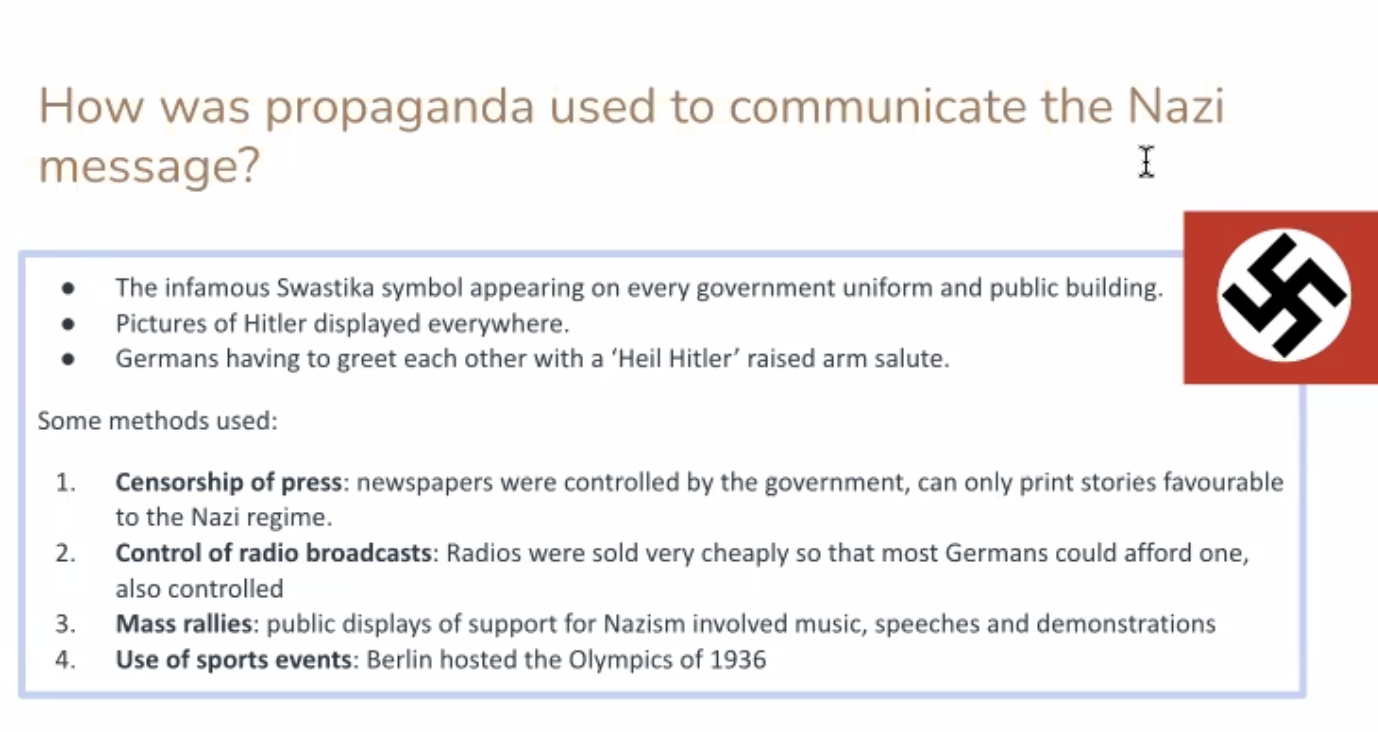 How was propaganda used to communicate the Nazi
message?
● The infamous Swastika symbol appearing on every government uniform and public building.
● Pictures of Hitler displayed everywhere.
● Germans having to greet each other with a ‘Heil Hitler’ raised arm salute.
Some methods used:
1. Censorship of press: newspapers were controlled by the government, can only print stories favourable
to the Nazi regime.
2. Control of radio broadcasts: Radios were sold very cheaply so that most Germans could afford one,
also controlled
3. Mass rallies: public displays of support for Nazism involved music, speeches and demonstrations
4. Use of sports events: Berlin hosted the Olympics of 1936